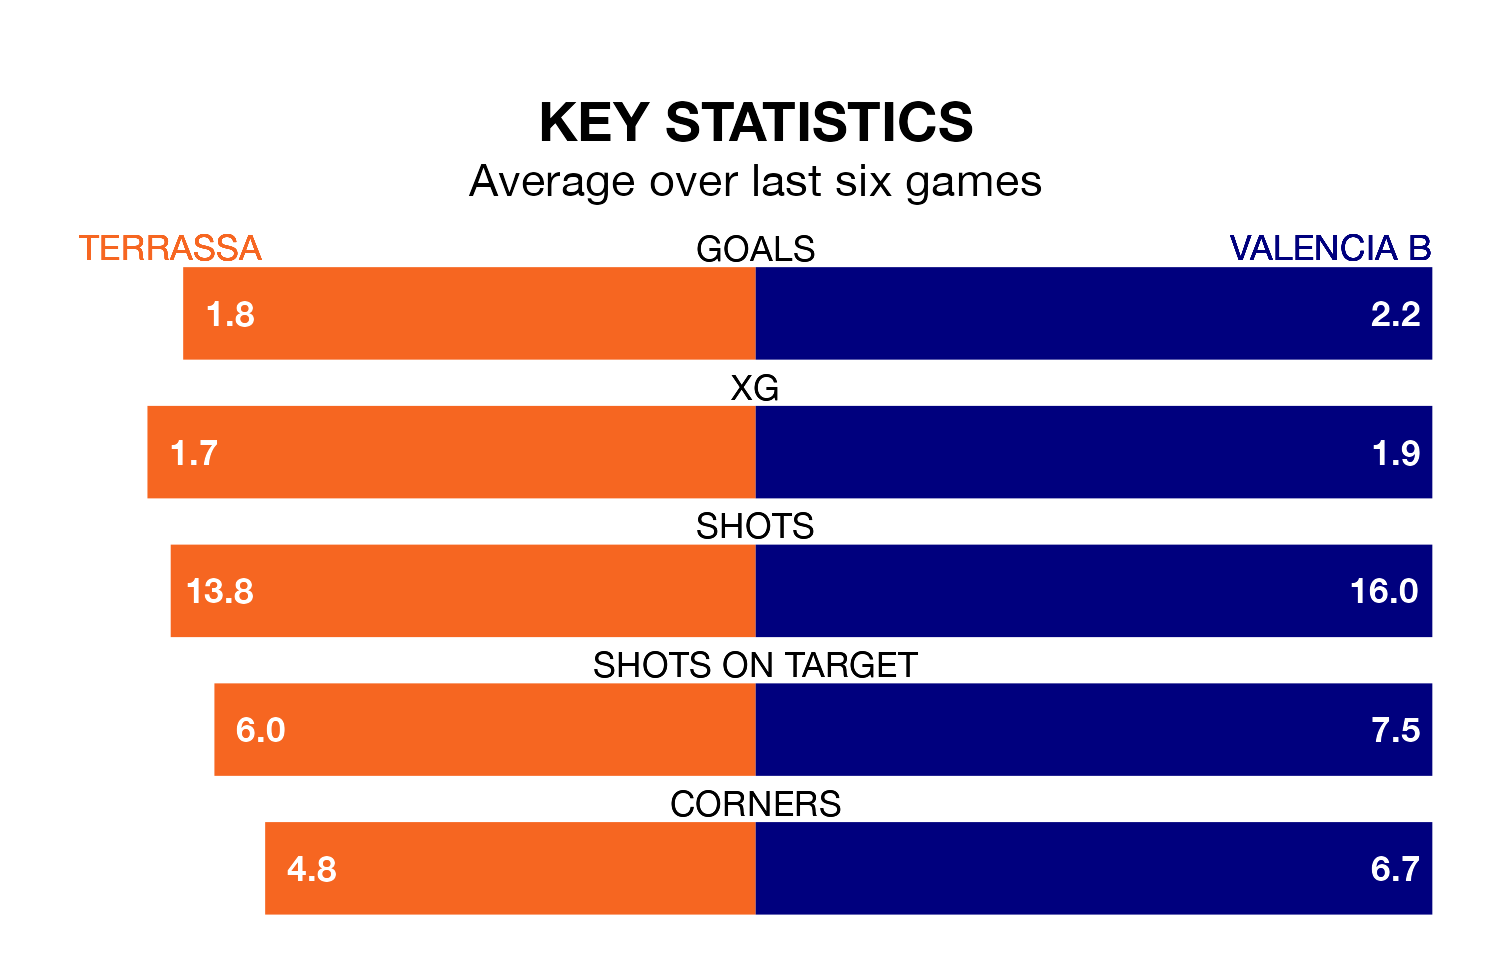 KEY STATISTICS
Average over last six games
TERRASSA GOALS VALENCIA B
1.8 2.2
XG
1.7 1.9
SHOTS
13.8 16.0
SHOTS ON TARGET
6.0 7.5
CORNERS
4.8 6.7